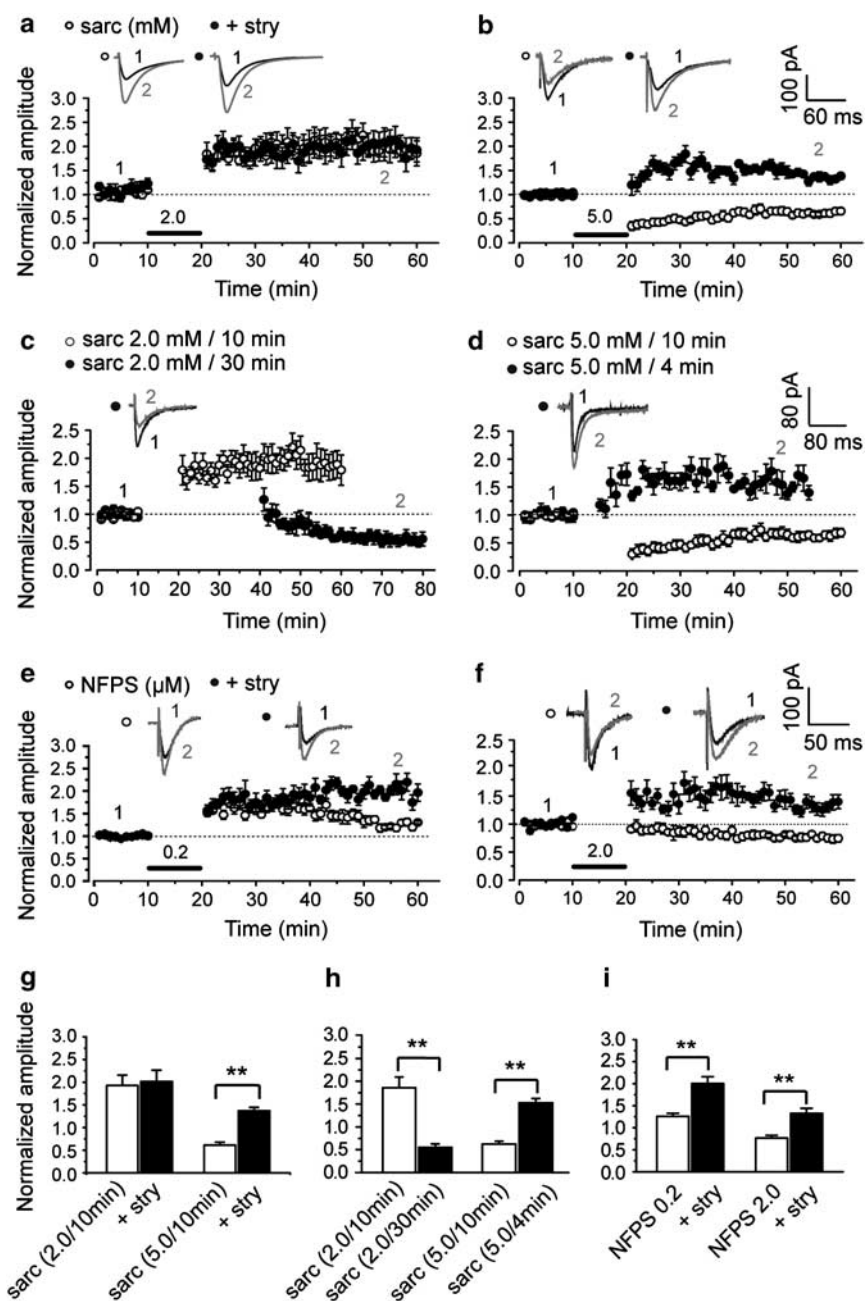 a
○ sarc (mM) ● + stry
1
2
1
2
3.0
2.5
2.0
1.5
1.0
0.5
0.0
Normalized amplitude
1
2
2.0
0 10 20 30 40 50 60
Time (min)
b
2
1
1
2
100 pA
60 ms
3.0
2.5
2.0
1.5
1.0
0.5
0.0
1
2
5.0
0 10 20 30 40 50 60
Time (min)
c
○ sarc 2.0 mM / 10 min
● sarc 2.0 mM / 30 min
2
1
2.5
2.0
1.5
1.0
0.5
0.0
Normalized amplitude
1
2
0 10 20 30 40 50 60 70 80
Time (min)
d
○ sarc 5.0 mM / 10 min
● sarc 5.0 mM / 4 min
1
2
80 pA
80 ms
2.5
2.0
1.5
1.0
0.5
0.0
1
2
0 10 20 30 40 50 60
Time (min)
e
○ NFPS (µM) ● + stry
1
2
1
2
3.0
2.5
2.0
1.5
1.0
0.5
0.0
Normalized amplitude
1
2
0.2
0 10 20 30 40 50 60
Time (min)
f
2
1
1
2
100 pA
50 ms
2.5
2.0
1.5
1.0
0.5
0.0
1
2
2.0
0 10 20 30 40 50 60
Time (min)
g
3.0
2.5
2.0
1.5
1.0
0.5
0.0
Normalized amplitude
**
sarc (2.0/10min)
+ stry
sarc (5.0/10min)
+ stry
h
3.0
2.5
2.0
1.5
1.0
0.5
0.0
**
**
sarc (2.0/10min)
sarc (2.0/30min)
sarc (5.0/10min)
sarc (5.0/4min)
i
3.0
2.5
2.0
1.5
1.0
0.5
0.0
**
**
NFPS 0.2
+ stry
NFPS 2.0
+ stry